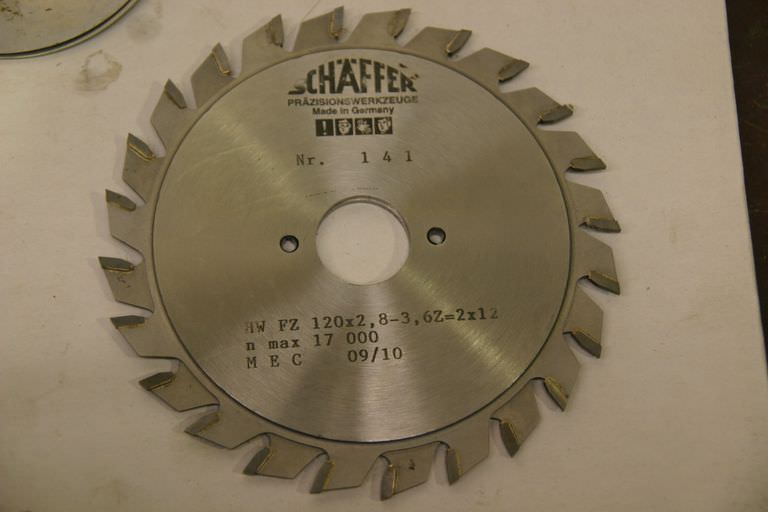 SCHÄFFER
PRÄZISIONSWERKZEUGE
Made in Germany
Nr. 141
HW FZ 120x2,8-3,6Z=2x12
n max 17 000
M E C 09/10